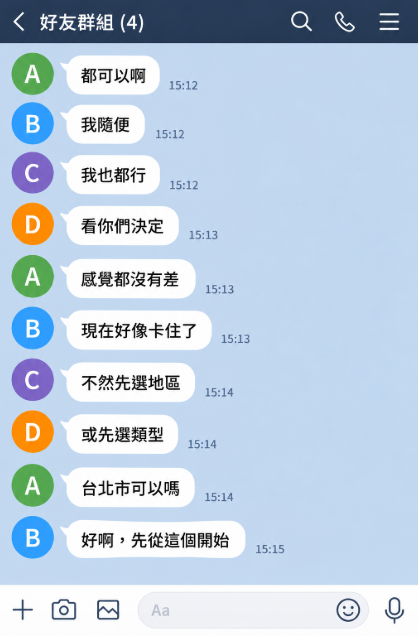 好友群組 (4)
A 都可以啊 15:12
B 我隨便 15:12
C 我也都行 15:12
D 看你們決定 15:13
A 感覺都沒有差 15:13
B 現在好像卡住了 15:13
C 不然先選地區 15:14
D 或先選類型 15:14
A 台北市可以嗎 15:14
B 好啊，先從這個開始 15:15
Aa